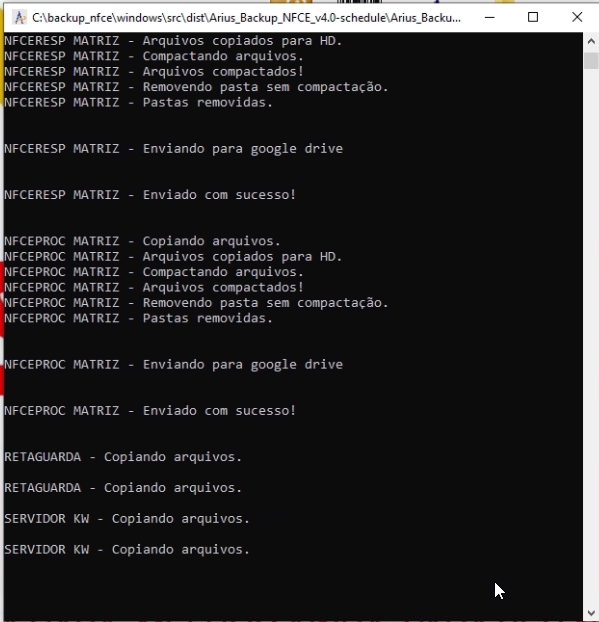 C:\backup_nfce\windows\src\dist\Arius_Backup_NFCE_v4.0-schedule\Arius_Backu...
NFCERESP MATRIZ - Arquivos copiados para HD.
NFCERESP MATRIZ - Compactando arquivos.
NFCERESP MATRIZ - Arquivos compactados!
NFCERESP MATRIZ - Removendo pasta sem compactação.
NFCERESP MATRIZ - Pastas removidas.
NFCERESP MATRIZ - Enviando para google drive
NFCERESP MATRIZ - Enviado com sucesso!
NFCEPROC MATRIZ - Copiando arquivos.
NFCEPROC MATRIZ - Arquivos copiados para HD.
NFCEPROC MATRIZ - Compactando arquivos.
NFCEPROC MATRIZ - Arquivos compactados!
NFCEPROC MATRIZ - Removendo pasta sem compactação.
NFCEPROC MATRIZ - Pastas removidas.
NFCEPROC MATRIZ - Enviando para google drive
NFCEPROC MATRIZ - Enviado com sucesso!
RETAGUARDA - Copiando arquivos.
RETAGUARDA - Copiando arquivos.
SERVIDOR KW - Copiando arquivos.
SERVIDOR KW - Copiando arquivos.